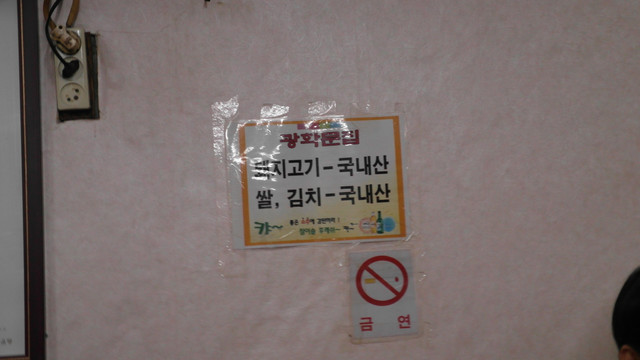 광화문집
돼지고기-국내산
쌀, 김치-국내산
캬~
금 연